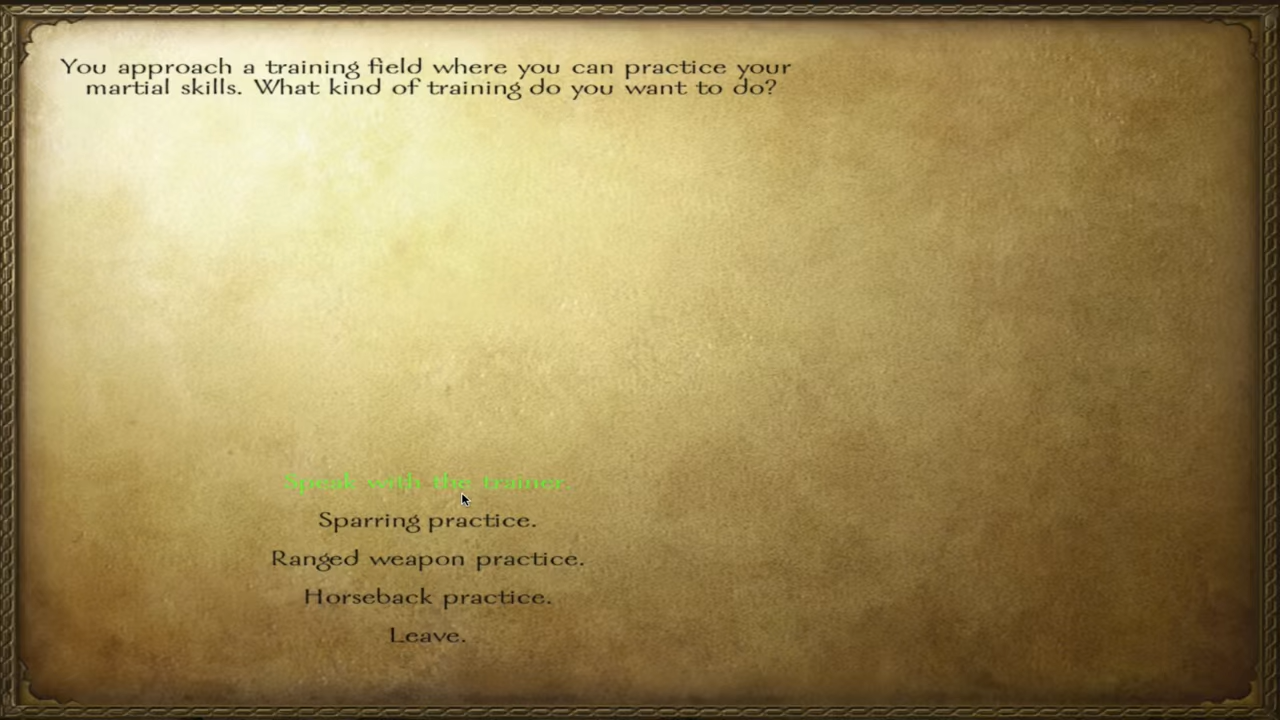 You approach a training field where you can practice your
martial skills. What kind of training do you want to do?
Speak with the trainer.
Sparring practice.
Ranged weapon practice.
Horseback practice.
Leave.